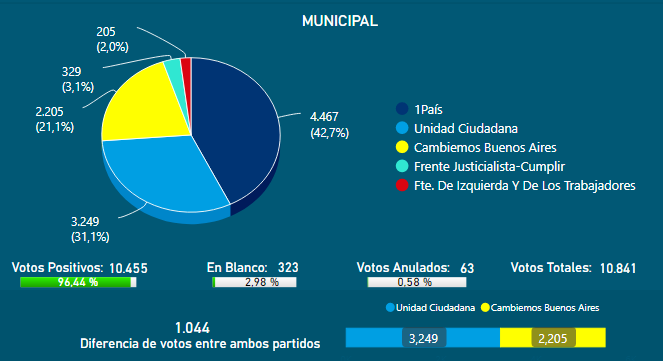 MUNICIPAL
205
(2,0%)
329
(3,1%)
2.205
(21,1%)
4.467
(42,7%)
3.249
(31,1%)
1País
Unidad Ciudadana
Cambiemos Buenos Aires
Frente Justicialista-Cumplir
Fte. De Izquierda Y De Los Trabajadores
Votos Positivos: 10.455
96,44 %
En Blanco: 323
2,98 %
Votos Anulados: 63
0,58 %
Votos Totales: 10.841
Unidad Ciudadana Cambiemos Buenos Aires
1.044
Diferencia de votos entre ambos partidos
3,249 2,205